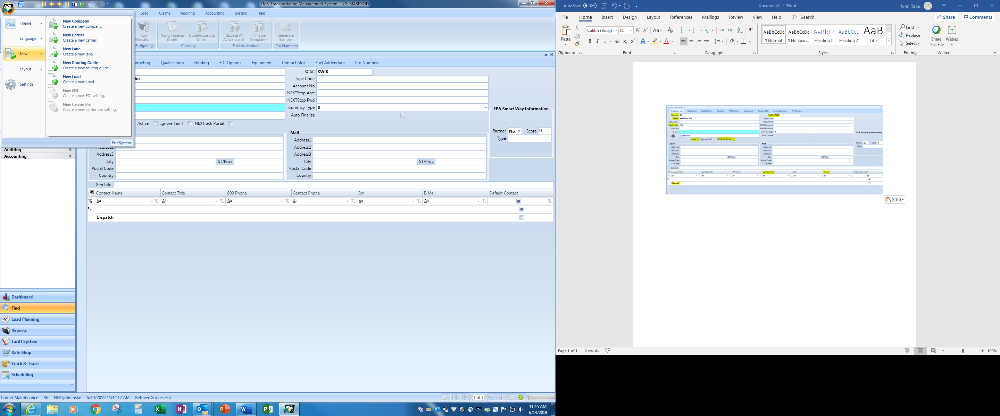 TMS-Transportation Management System - NGLMASPROD
Load Claims Auditing Accounting System Help
Theme
Language
New
Layout
Settings
New Company
Create a new company.
New Carrier
Create a new carrier.
New Lane
Create a new lane.
New Routing Guide
Create a new routing guide.
New Load
Create a new Load.
New EDI
Create a new EDI setting.
New Carrier Pro
Create a new carrier pro setting.
Exit System
Run Allocation
Budgeting
Assign Special Codes
Update Existing Lanes
Capacity
Update All Active Loads
Fill From Template
Fuel Addendum
Generate Sample
Pro Numbers
Qualification Grading EDI Options Equipment Contact Mgr Fuel Addendum Pro Numbers
SCAC KWIK
Inc.
Type Code
Account No
NEXTStop Acct
NEXTStop Pwd
Currency Type 0
Auto Finalize
Active Ignore Tariff NEXTrack Portal
EPA Smart Way Information
Partner No Score 0
Type
Mail
Address1
Address2
Address3
City ST/Prov
Postal Code
Country
Address3
City ST/Prov
Postal Code
Country
Gen Info
Contact Name Contact Title 800 Phone Contact Phone Ext E-Mail Default Contact
Aa Aa Aa Aa Aa Aa
Dispatch
Auditing
Accounting
Dashboard
Find
Load Planning
Reports
Tariff System
Rate Shop
Track & Trace
Scheduling
Carrier Maintenance 36 NGL\john riske 6/14/2019 11:44:17 AM Retrieve SuccessFul
1 of 1
11:45 AM
6/14/2019
AutoSave Off
Document1 - Word
John Riske JR
File Home Insert Design Layout References Mailings Review View Help Search
Share Comments
Paste
Clipboard
Calibri (Body) 11
Font
Paragraph
AaBbCcDc ¶ Normal
AaBbCcDc ¶ No Spac...
AaBbCc Heading 1
AaBbCcE Heading 2
AaB Title
Styles
Find
Replace
Select
Editing
Share This File
Webex
Webex
Carrier Maintenance
Kwikman, Inc. Budgeting Qualification Grading EDI Options Equipment Contact Mgr Fuel Addendum Pro Numbers
Number 36 SCAC KWIK
Name Kwikman, Inc. Type Code
Alpha Code Account No
Legal Entity NGL NEXTStop Acct
Web Site NEXTStop Pwd
E-Mail Currency Type 0
Dashboard Auto Finalize
Active Ignore Tariff NEXTrack Portal
EPA Smart Way Information
Partner No Score 0
Type
Street Mail
Address1 Address1
Address2 Address2
Address3 Address3
City ST/Prov City ST/Prov
Postal Code Postal Code
Country Country
Gen Info
Contact Name Contact Title 800 Phone Contact Phone Ext E-Mail Default Contact
Dispatch
(Ctrl)
Page 1 of 1 0 words
100%